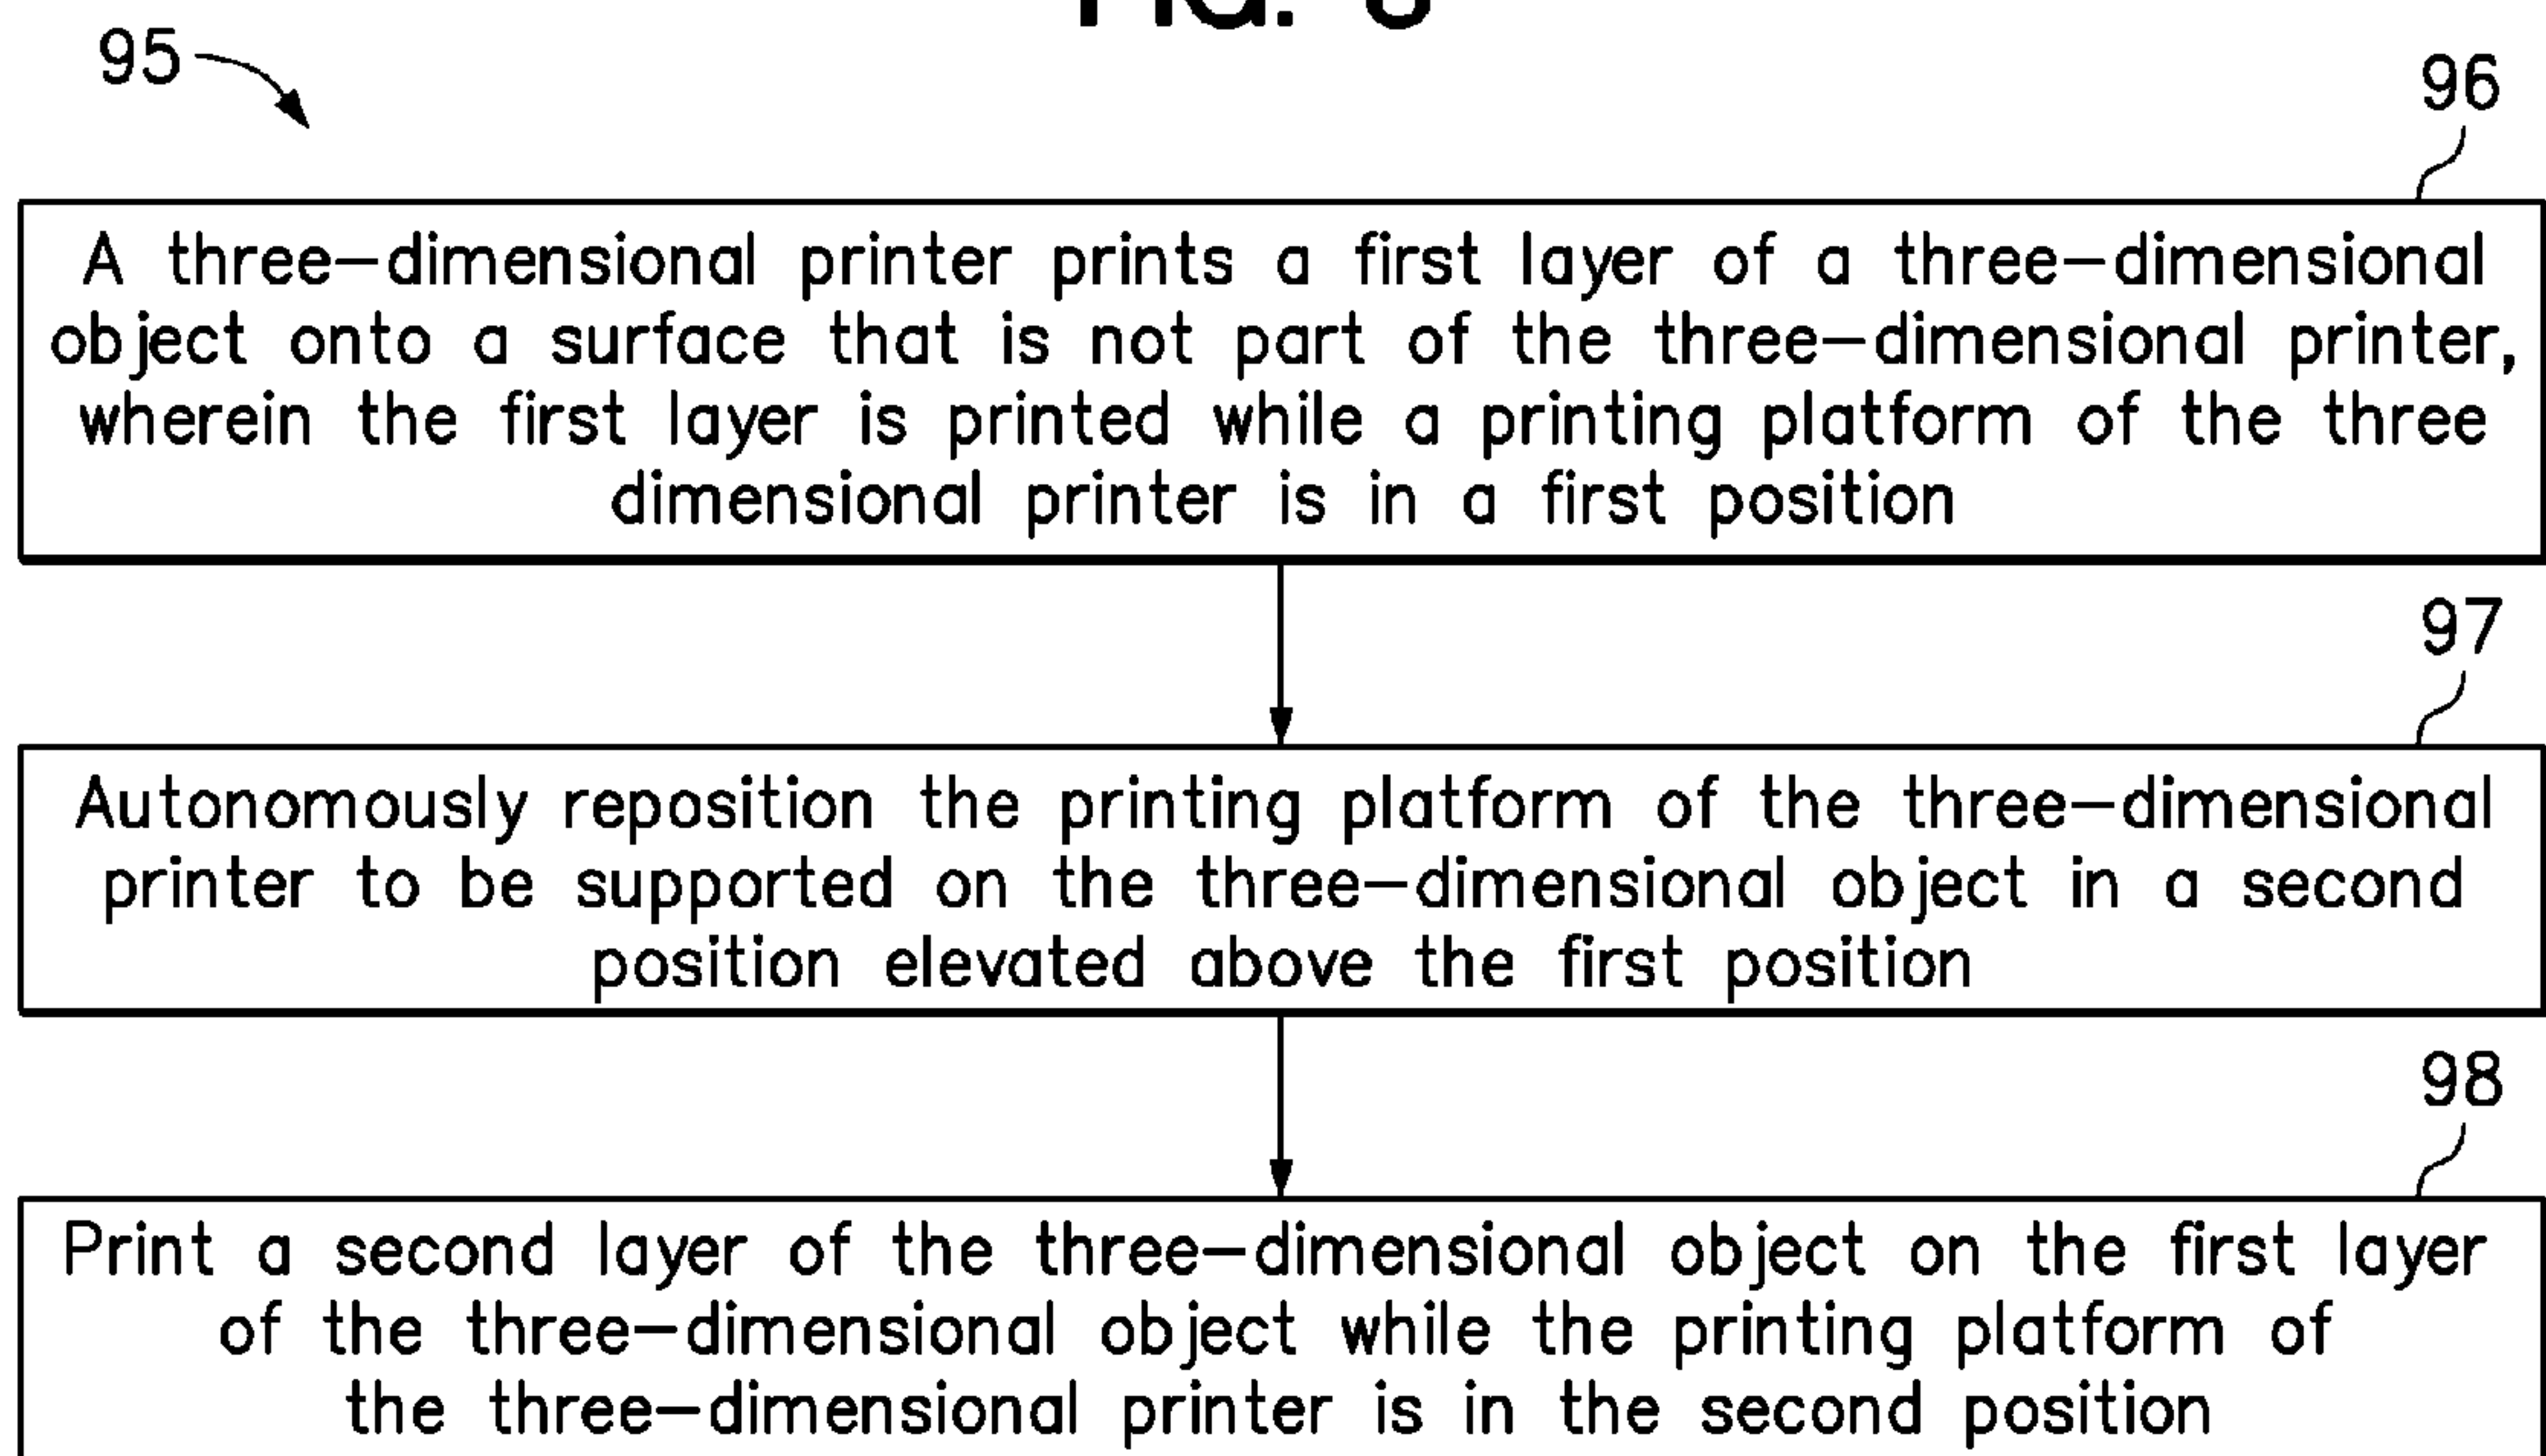 FIG.
95
96
A three-dimensional printer prints a first layer of a three-dimensional
object onto a surface that is not part of the three-dimensional printer,
wherein the first layer is printed while a printing platform of the three
dimensional printer is in a first position
97
Autonomously reposition the printing platform of the three-dimensional
printer to be supported on the three-dimensional object in a second
position elevated above the first position
98
Print a second layer of the three-dimensional object on the first layer
of the three-dimensional object while the printing platform of
the three-dimensional printer is in the second position